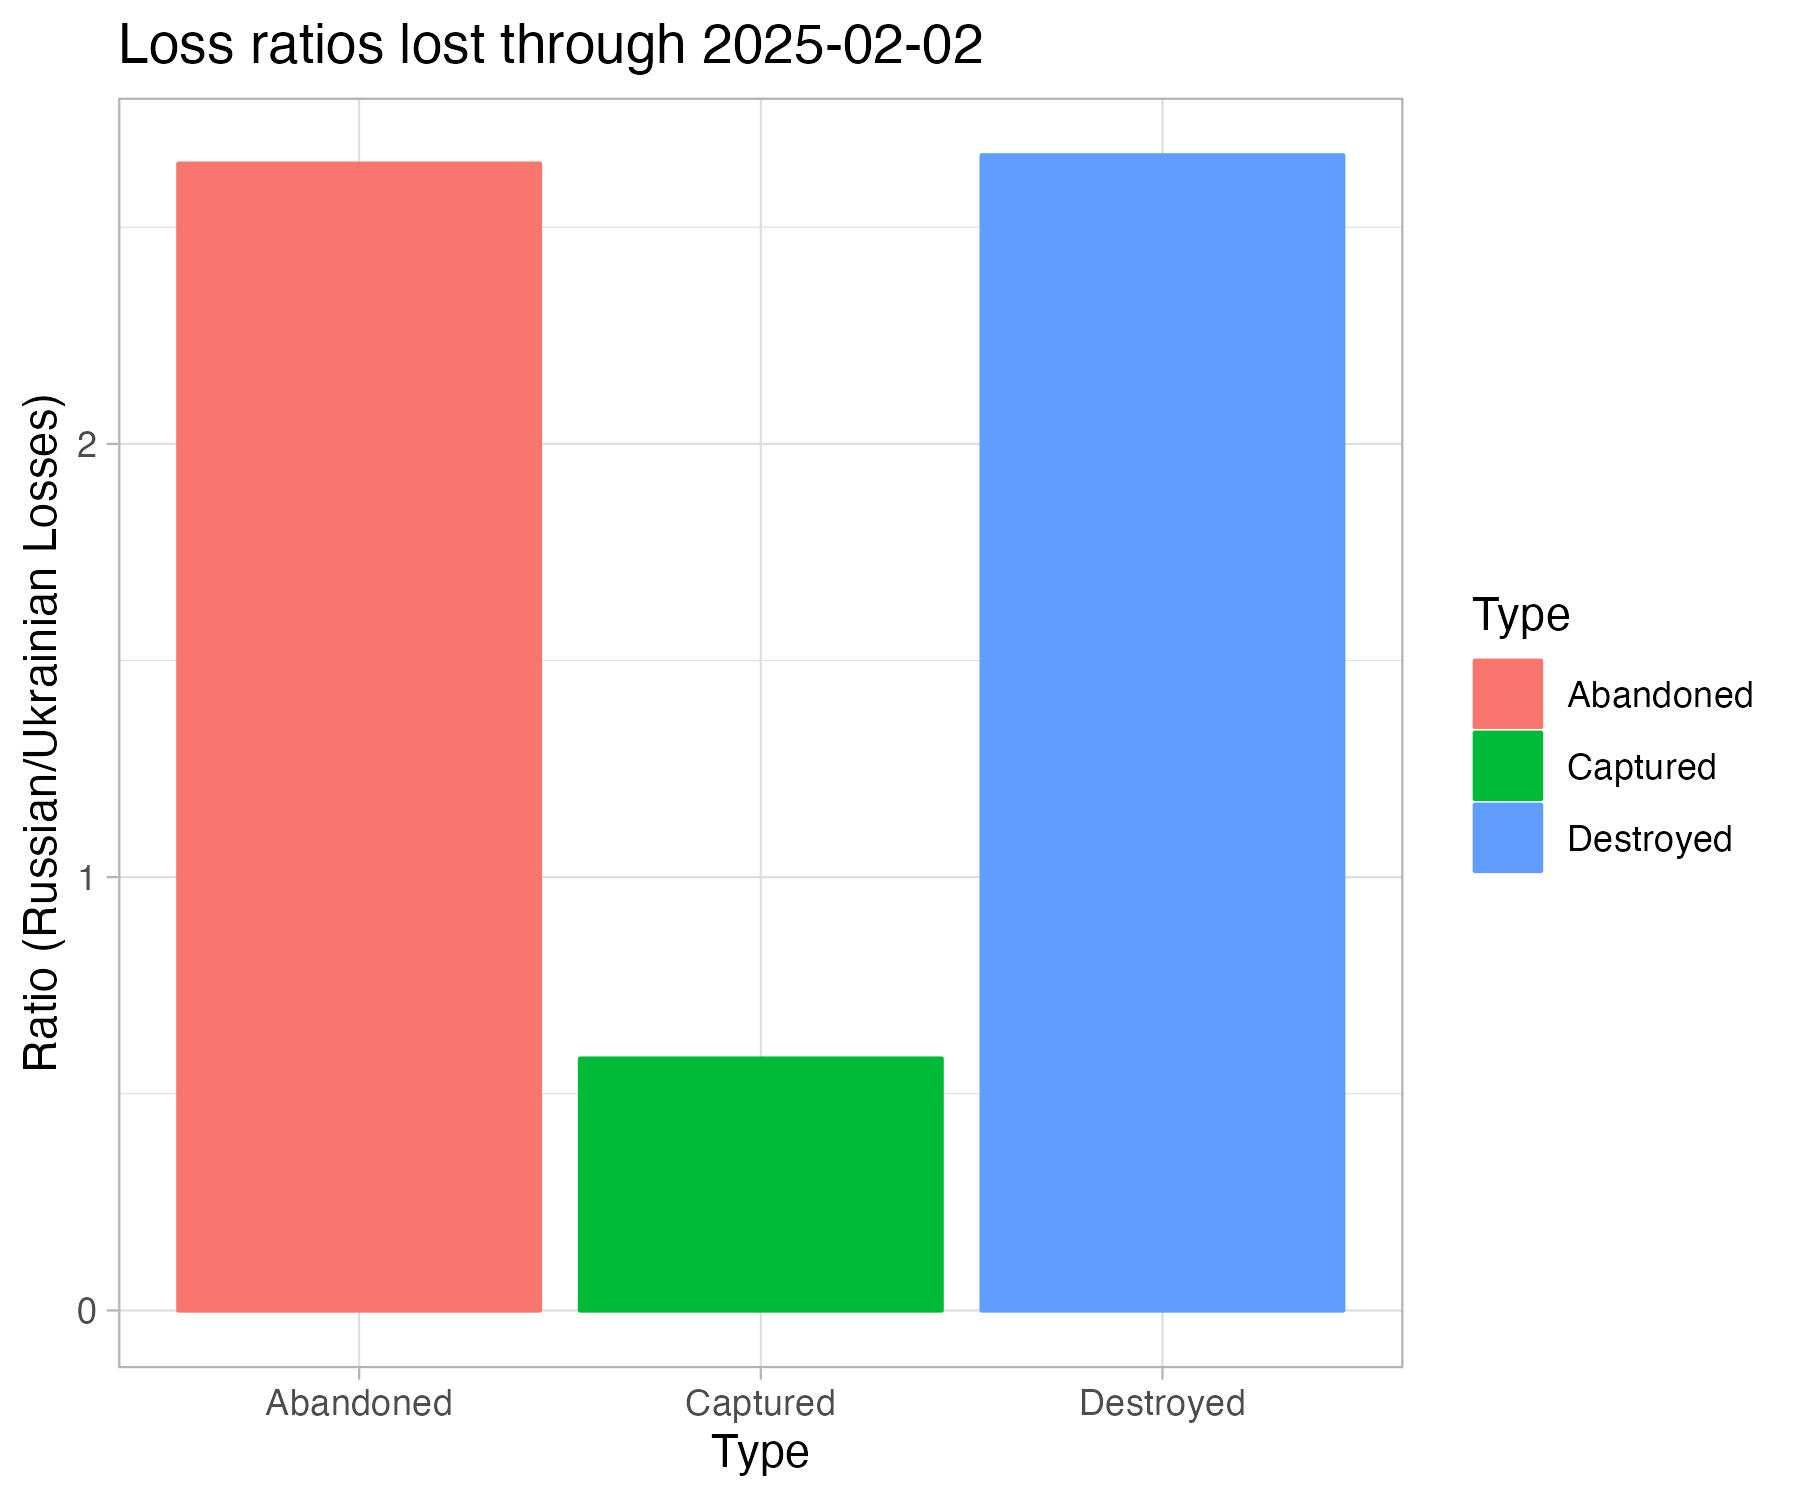 Loss ratios lost through 2025-02-02
Ratio (Russian/Ukrainian Losses)
2
1
0
Abandoned
Captured
Destroyed
Type
Type
Abandoned
Captured
Destroyed